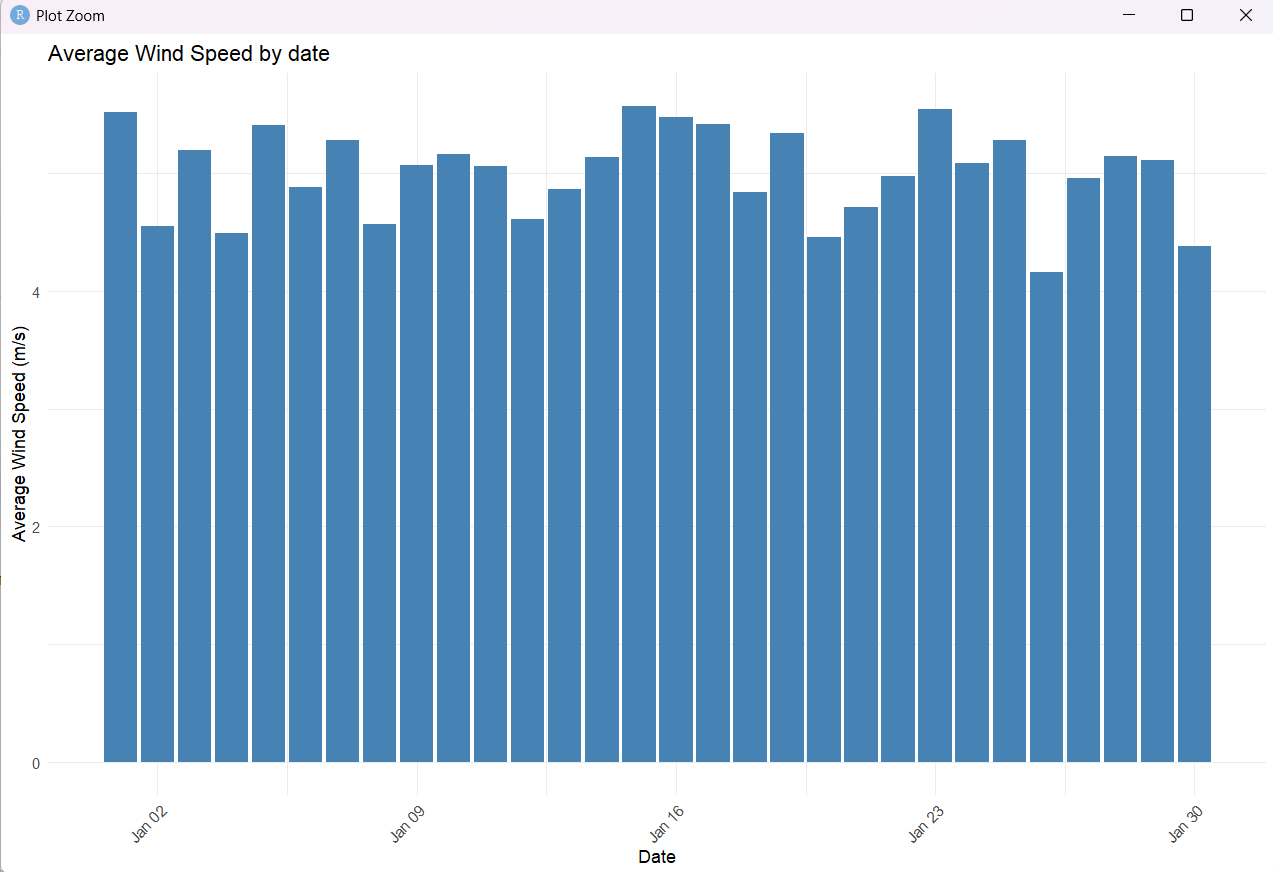 R Plot Zoom
Average Wind Speed by date
Average Wind Speed (m/s)
4
2
0
Jan 02
Jan 09
Jan 16
Jan 23
Jan 30
Date